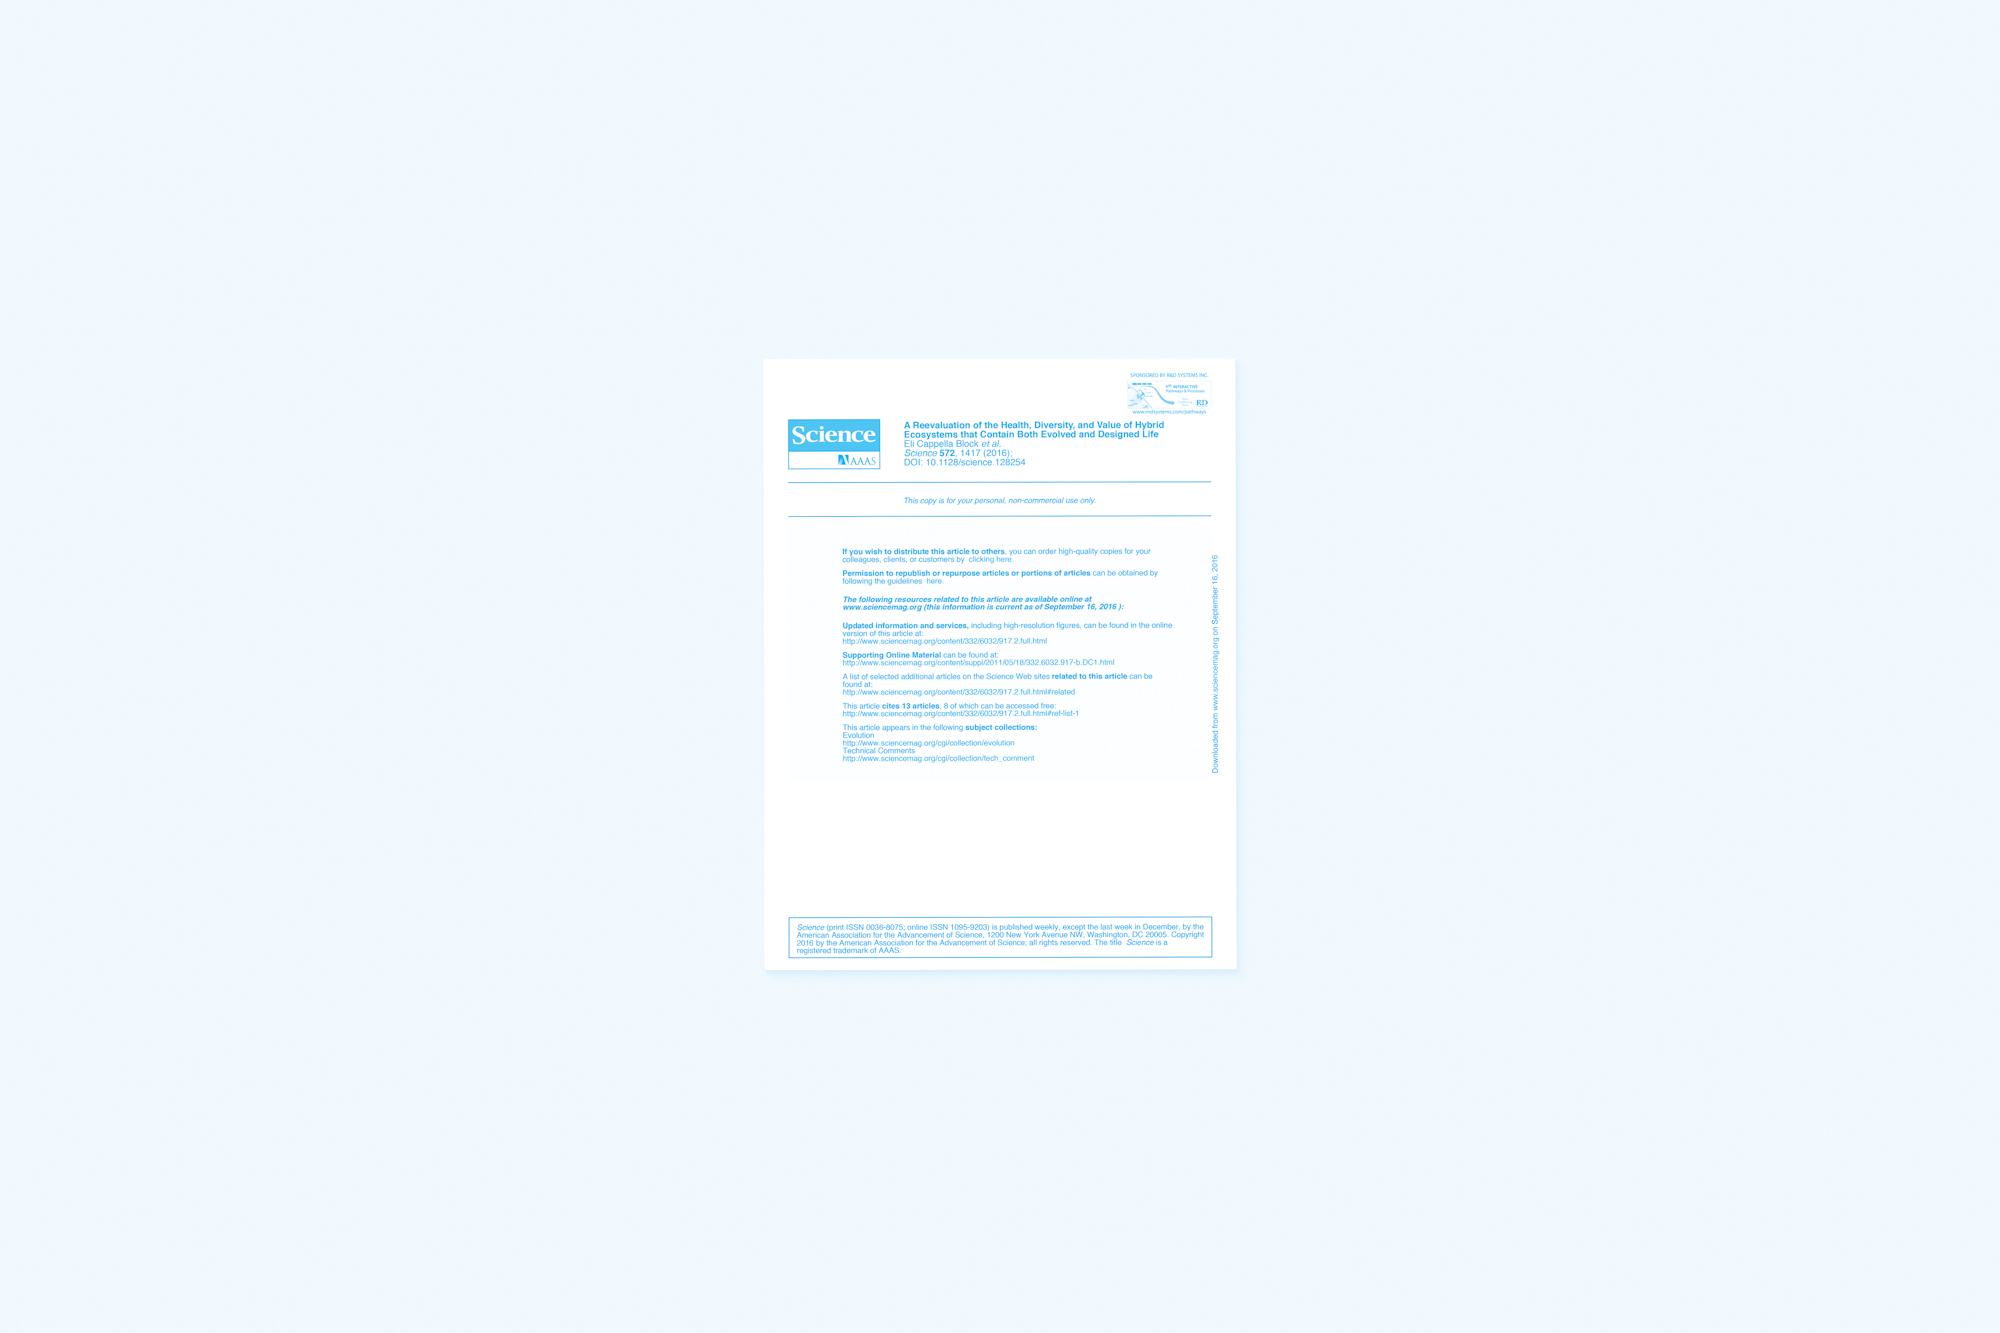 SPONSORED BY R&D SYSTEMS INC.
INTERACTIVE
Pathways & Processes
RD
www.rndsystems.com/pathways
Science
AAAS
A Reevaluation of the Health, Diversity, and Value of Hybrid
Ecosystems that Contain Both Evolved and Designed Life
Eli Cappella Block et al.
Science 572, 1417 (2016);
DOI: 10.1128/science.128254
This copy is for your personal, non-commercial use only.
If you wish to distribute this article to others, you can order high-quality copies for your
colleagues, clients, or customers by clicking here.
Permission to republish or repurpose articles or portions of articles can be obtained by
following the guidelines here.
The following resources related to this article are available online at
www.sciencemag.org (this information is current as of September 16, 2016 ):
Updated information and services, including high-resolution figures, can be found in the online
version of this article at:
http://www.sciencemag.org/content/332/6032/917.2.full.html
Supporting Online Material can be found at:
http://www.sciencemag.org/content/suppl/2011/05/18/332.6032.917-b.DC1.html
A list of selected additional articles on the Science Web sites related to this article can be
found at:
http://www.sciencemag.org/content/332/6032/917.2.full.html#related
This article cites 13 articles, 8 of which can be accessed free:
http://www.sciencemag.org/content/332/6032/917.2.full.html#ref-list-1
This article appears in the following subject collections:
Evolution
http://www.sciencemag.org/cgi/collection/evolution
Technical Comments
http://www.sciencemag.org/cgi/collection/tech_comment
Downloaded from www.sciencemag.org on September 16, 2016
Science (print ISSN 0036-8075; online ISSN 1095-9203) is published weekly, except the last week in December, by the
American Association for the Advancement of Science, 1200 New York Avenue NW, Washington, DC 20005. Copyright
2016 by the American Association for the Advancement of Science; all rights reserved. The title Science is a
registered trademark of AAAS.